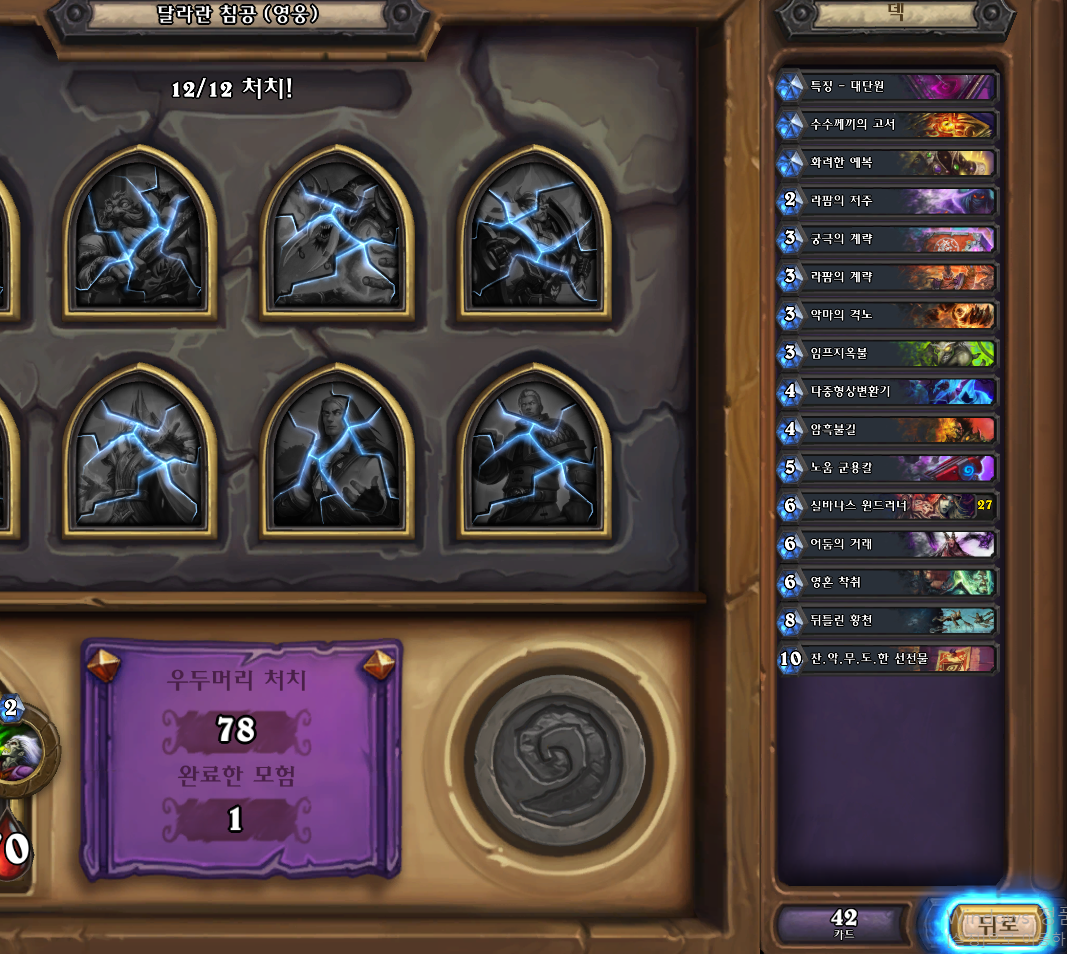 달라란 침공 (영웅)
덱
12/12 처치!
특징 - 대단원
수수께끼의 고서
화려한 예복
2 라팜의 저주
3 궁극의 계략
3 라팜의 계략
3 악마의 격노
3 임프지옥불
4 다중형상변환기
4 암흑불길
5 노움 군용칼
6 실바나스 윈드러너 27
6 어둠의 거래
6 영혼 착취
8 뒤틀린 황천
10 잔.악.무.도.한 선선물
우두머리 처치
78
완료한 모험
1
2
0
42
카드
뒤로